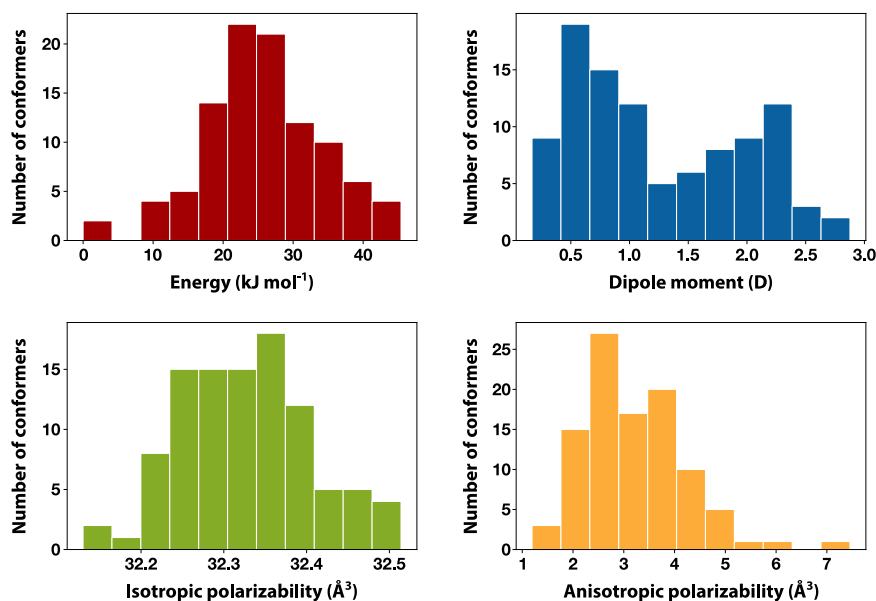 Number of conformers
20
15
10
5
0
0 10 20 30 40
Energy (kJ mol⁻¹)
Number of conformers
15
10
5
0
0.5 1.0 1.5 2.0 2.5 3.0
Dipole moment (D)
Number of conformers
15
10
5
0
32.2 32.3 32.4 32.5
Isotropic polarizability (Å³)
Number of conformers
25
20
15
10
5
0
1 2 3 4 5 6 7
Anisotropic polarizability (Å³)